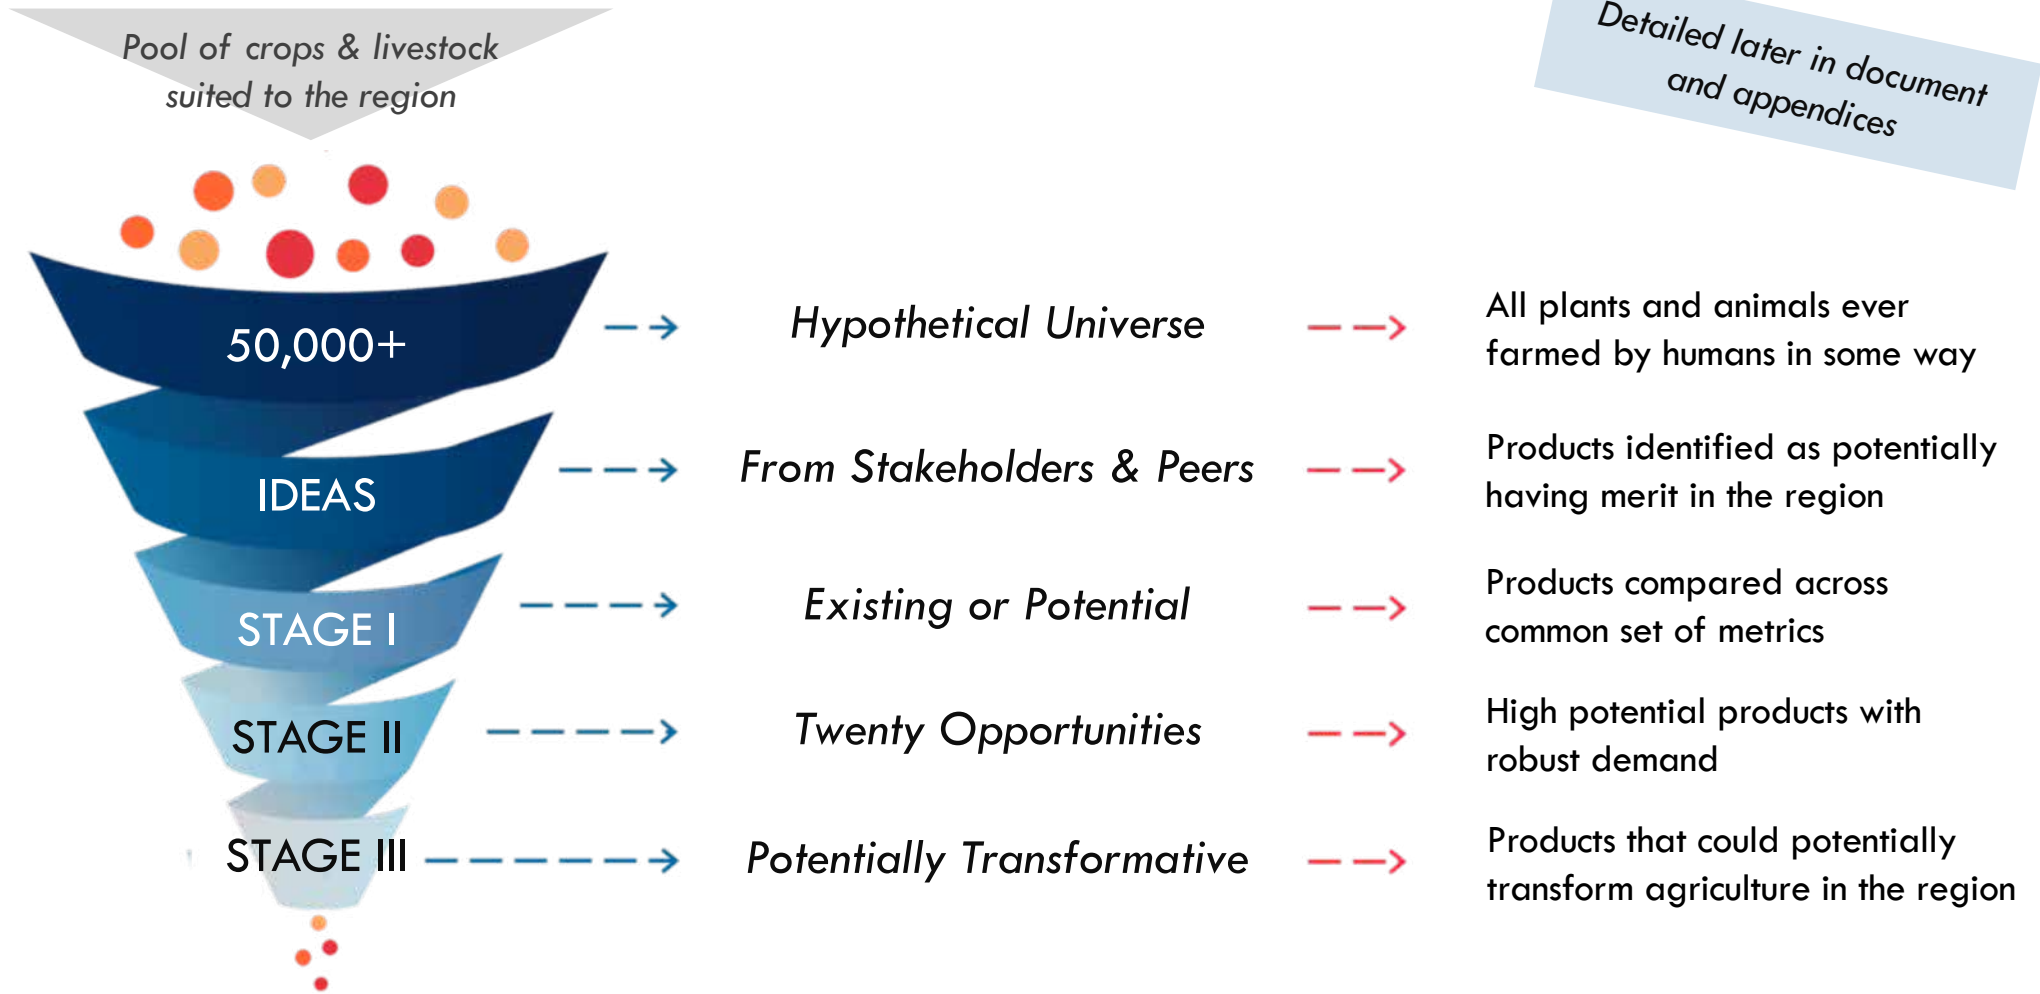 Pool of crops & livestock
suited to the region
Detailed later in document
and appendices
50,000+
Hypothetical Universe
All plants and animals ever
farmed by humans in some way
IDEAS
From Stakeholders & Peers
Products identified as potentially
having merit in the region
STAGE I
Existing or Potential
Products compared across
common set of metrics
STAGE II
Twenty Opportunities
High potential products with
robust demand
STAGE III
Potentially Transformative
Products that could potentially
transform agriculture in the region